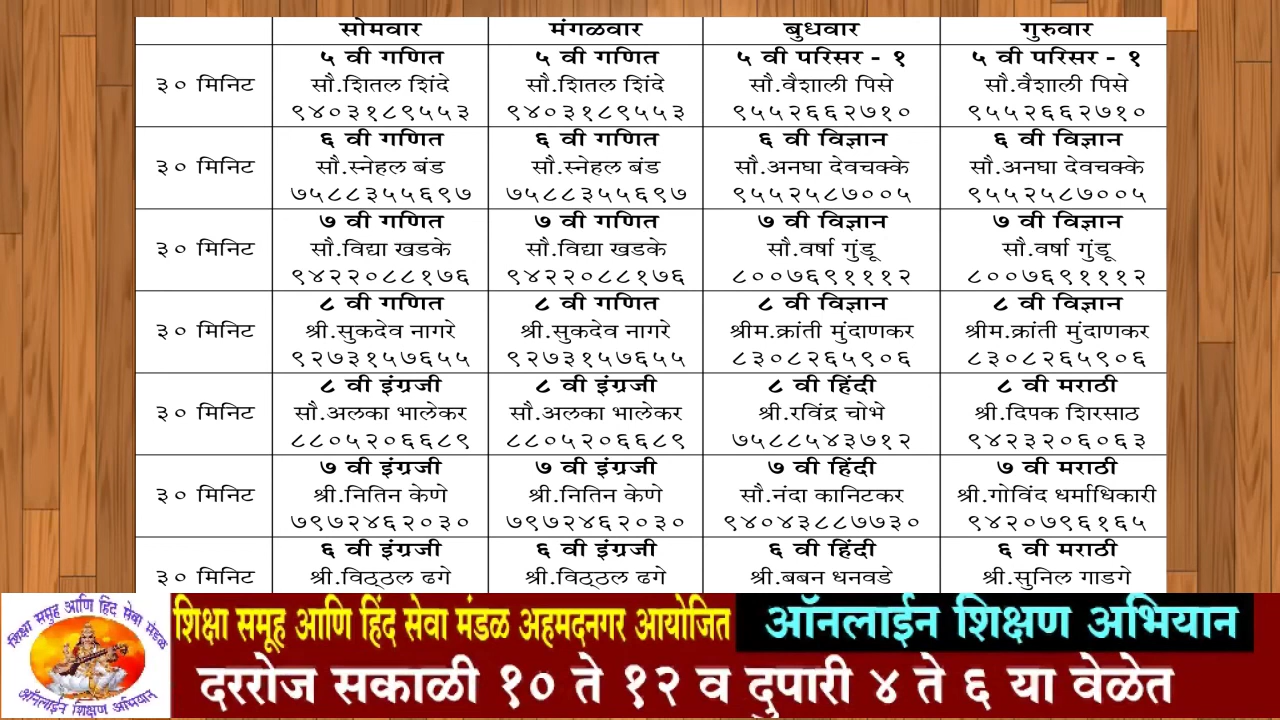 सोमवार मंगळवार बुधवार गुरुवार
५ वी गणित ५ वी गणित ५ वी परिसर - १ ५ वी परिसर - १
३० मिनिट सौ.शितल शिंदे सौ.शितल शिंदे सौ.वैशाली पिसे सौ.वैशाली पिसे
९४०३१८९५५३ ९४०३१८९५५३ ९५५२६६२७१० ९५५२६६२७१०
६ वी गणित ६ वी गणित ६ वी विज्ञान ६ वी विज्ञान
३० मिनिट सौ.स्नेहल बंड सौ.स्नेहल बंड सौ.अनघा देवचक्के सौ.अनघा देवचक्के
७५८८३५५६९७ ७५८८३५५६९७ ९५५२५८७००५ ९५५२५८७००५
७ वी गणित ७ वी गणित ७ वी विज्ञान ७ वी विज्ञान
३० मिनिट सौ.विद्या खडके सौ.विद्या खडके सौ.वर्षा गुंडू सौ.वर्षा गुंडू
९४२२०८८१७६ ९४२२०८८१७६ ८००७६९१११२ ८००७६९१११२
८ वी गणित ८ वी गणित ८ वी विज्ञान ८ वी विज्ञान
३० मिनिट श्री.सुकदेव नागरे श्री.सुकदेव नागरे श्रीम.क्रांती मुंदाणकर श्रीम.क्रांती मुंदाणकर
९२७३१५७६५५ ९२७३१५७६५५ ८३०८२६५९०६ ८३०८२६५९०६
८ वी इंग्रजी ८ वी इंग्रजी ८ वी हिंदी ८ वी मराठी
३० मिनिट सौ.अलका भालेकर सौ.अलका भालेकर श्री.रविंद्र चोभे श्री.दिपक शिरसाठ
८८०५२०६६८९ ८८०५२०६६८९ ७५८८५४३७१२ ९४२३२०६०६३
७ वी इंग्रजी ७ वी इंग्रजी ७ वी हिंदी ७ वी मराठी
३० मिनिट श्री.नितिन केणे श्री.नितिन केणे सौ.नंदा कानिटकर श्री.गोविंद धर्माधिकारी
७९७२४६२०३० ७९७२४६२०३० ९४०४३८८७७३० ९४२०७९६१६५
६ वी इंग्रजी ६ वी इंग्रजी ६ वी हिंदी ६ वी मराठी
३० मिनिट श्री.विठ्ठल ढगे श्री.विठ्ठल ढगे श्री.बबन धनवडे श्री.सुनिल गाडगे
शिक्षा समूह आणि हिंद सेवा मंडळ
ऑनलाईन शिक्षण अभियान
शिक्षा समूह आणि हिंद सेवा मंडळ अहमदनगर आयोजित ऑनलाईन शिक्षण अभियान
दररोज सकाळी १० ते १२ व दुपारी ४ ते ६ या वेळेत